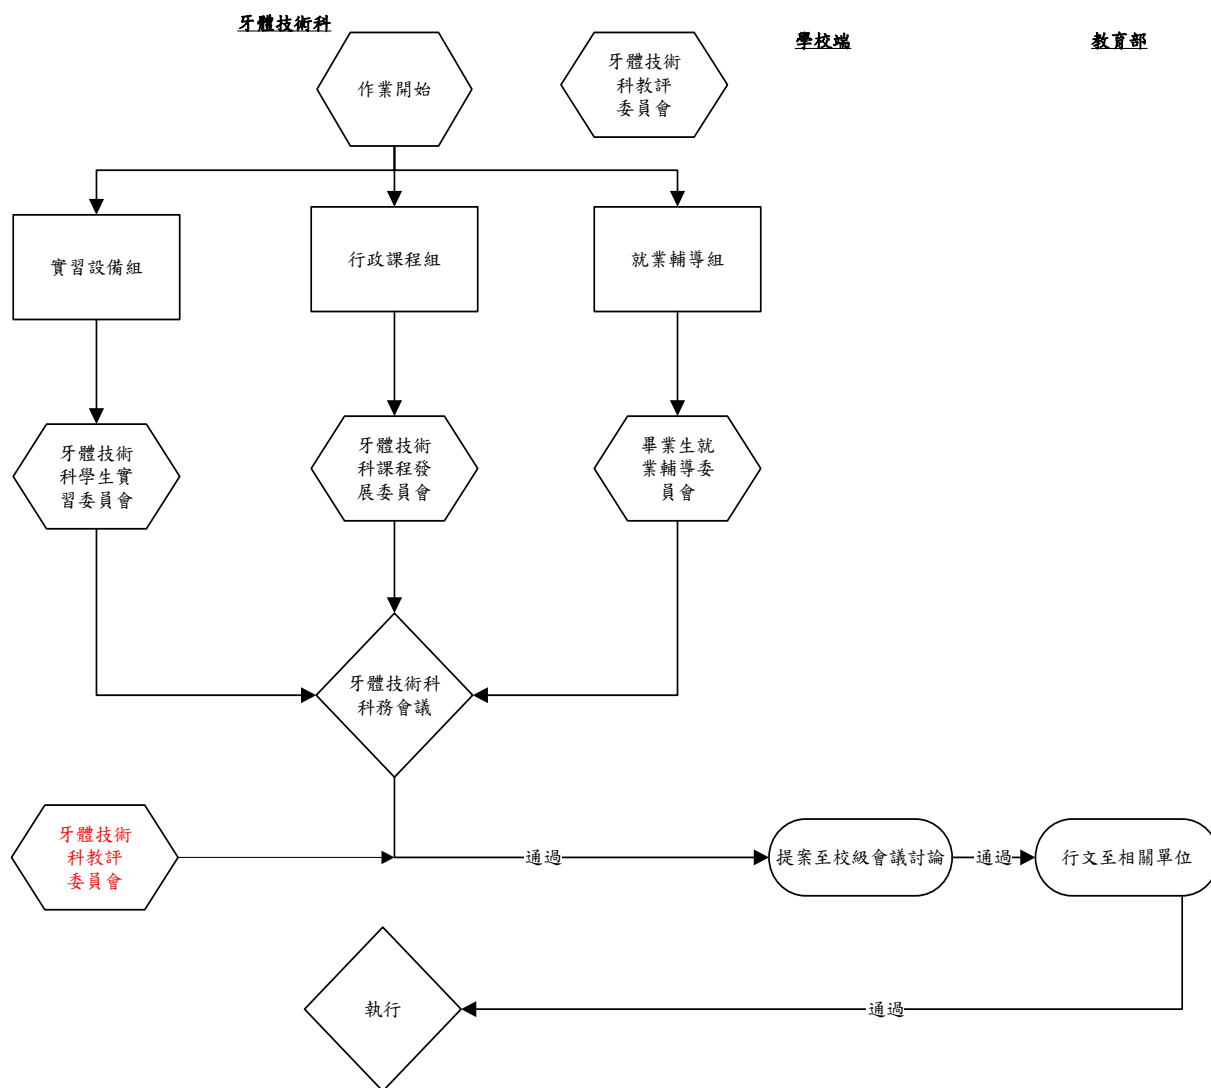 牙體技術科
學校端
教育部
作業開始
牙體技術
科教評
委員會
實習設備組
行政課程組
就業輔導組
牙體技術
科學生實
習委員會
牙體技術
科課程發
展委員會
畢業生就
業輔導委
員會
牙體技術科
科務會議
牙體技術
科教評
委員會
通過
提案至校級會議討論
通過
行文至相關單位
執行
通過